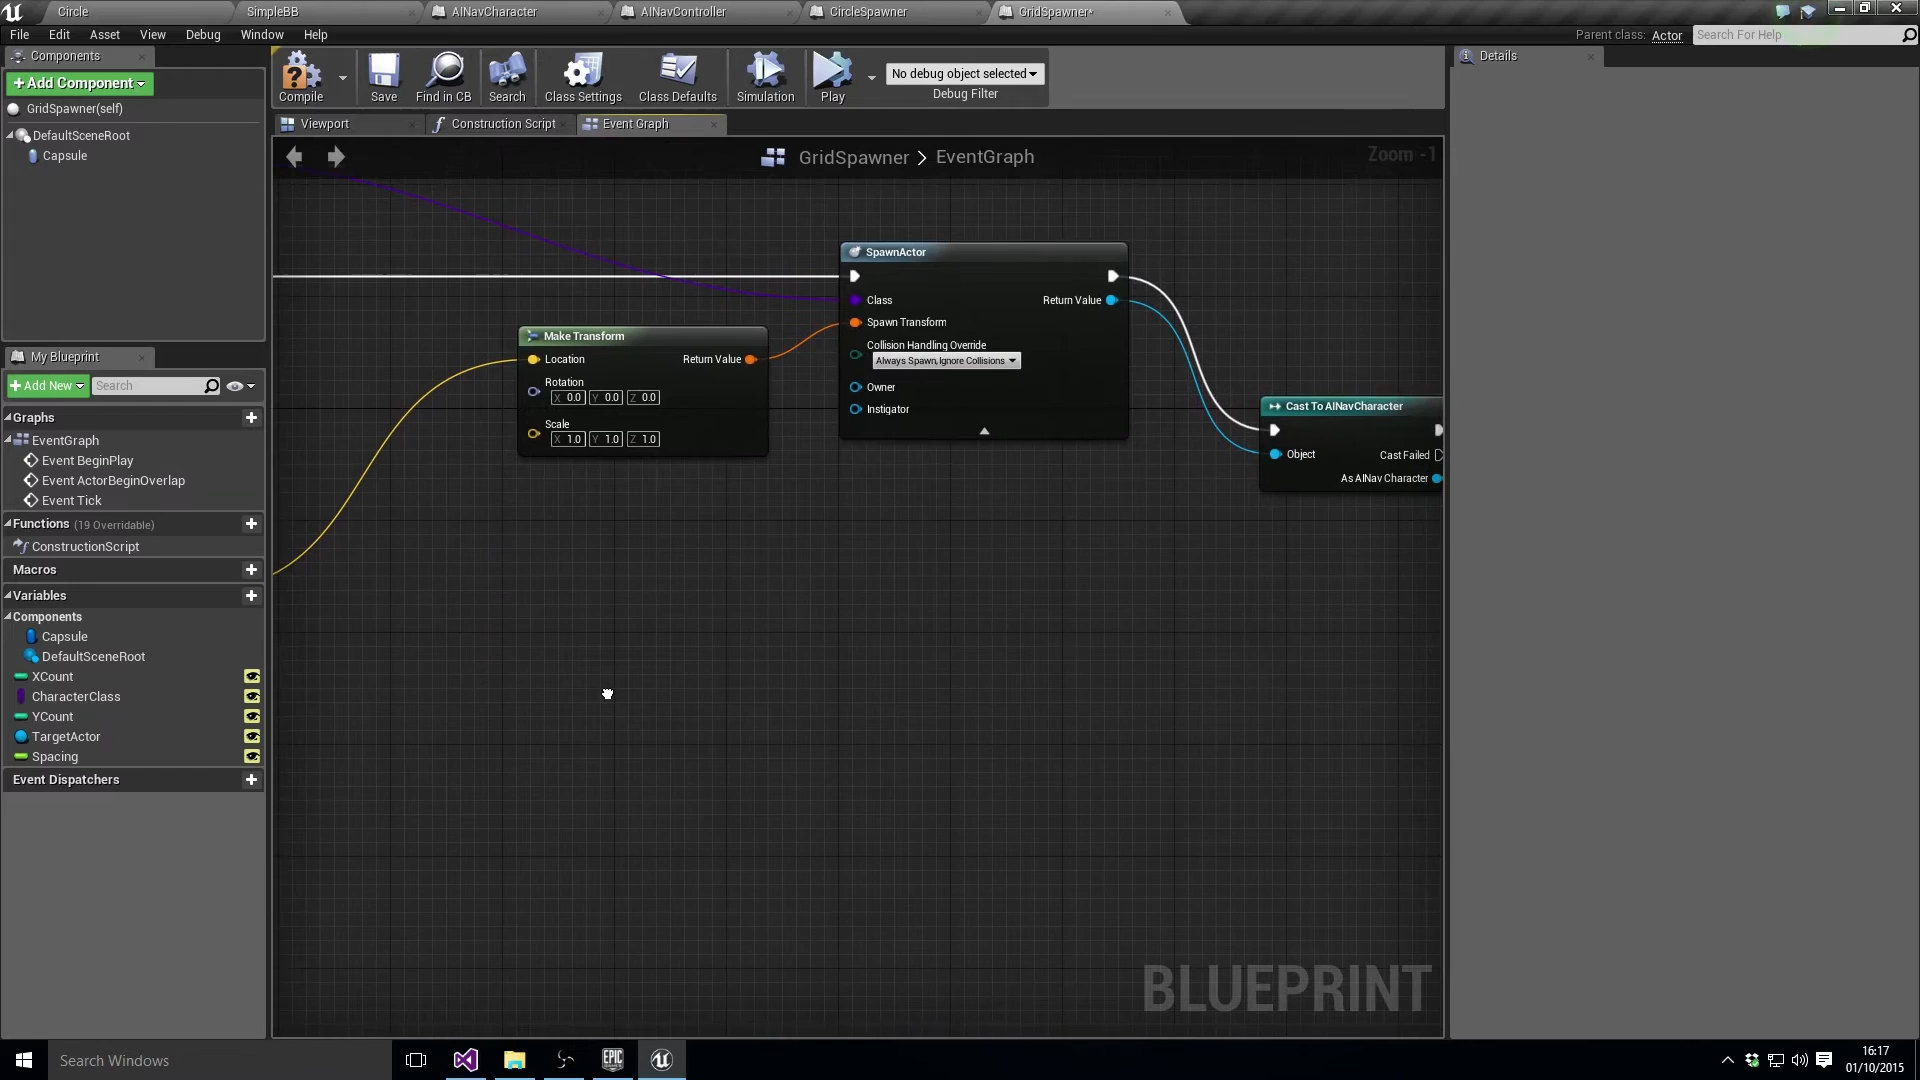 Circle
SimpleBB
AINavCharacter
AINavController
CircleSpawner
GridSpawner*
File Edit Asset View Window Debug Help
Parent class: Actor
Search For Help
Components
+Add Component
GridSpawner(self)
DefaultSceneRoot
Capsule
Compile
Save
Find in CB
Search
Class Settings
Class Defaults
Simulation
Play
No debug object selected
Debug Filter
Details
Viewport
Construction Script
Event Graph
GridSpawner > EventGraph
Zoom -1
SpawnActor
Class
Return Value
Spawn Transform
Collision Handling Override
Always Spawn, Ignore Collisions
Owner
Instigator
Make Transform
Location
Return Value
Rotation
X 0.0 Y 0.0 Z 0.0
Scale
X 1.0 Y 1.0 Z 1.0
Cast To AINavCharacter
Object
Cast Failed
As AINav Character
BLUEPRINT
My Blueprint
+Add New
Search
Graphs
EventGraph
Event BeginPlay
Event ActorBeginOverlap
Event Tick
Functions (19 Overridable)
ConstructionScript
Macros
Variables
Components
Capsule
DefaultSceneRoot
XCount
CharacterClass
YCount
TargetActor
Spacing
Event Dispatchers
Search Windows
EPIC
16:17
01/10/2015